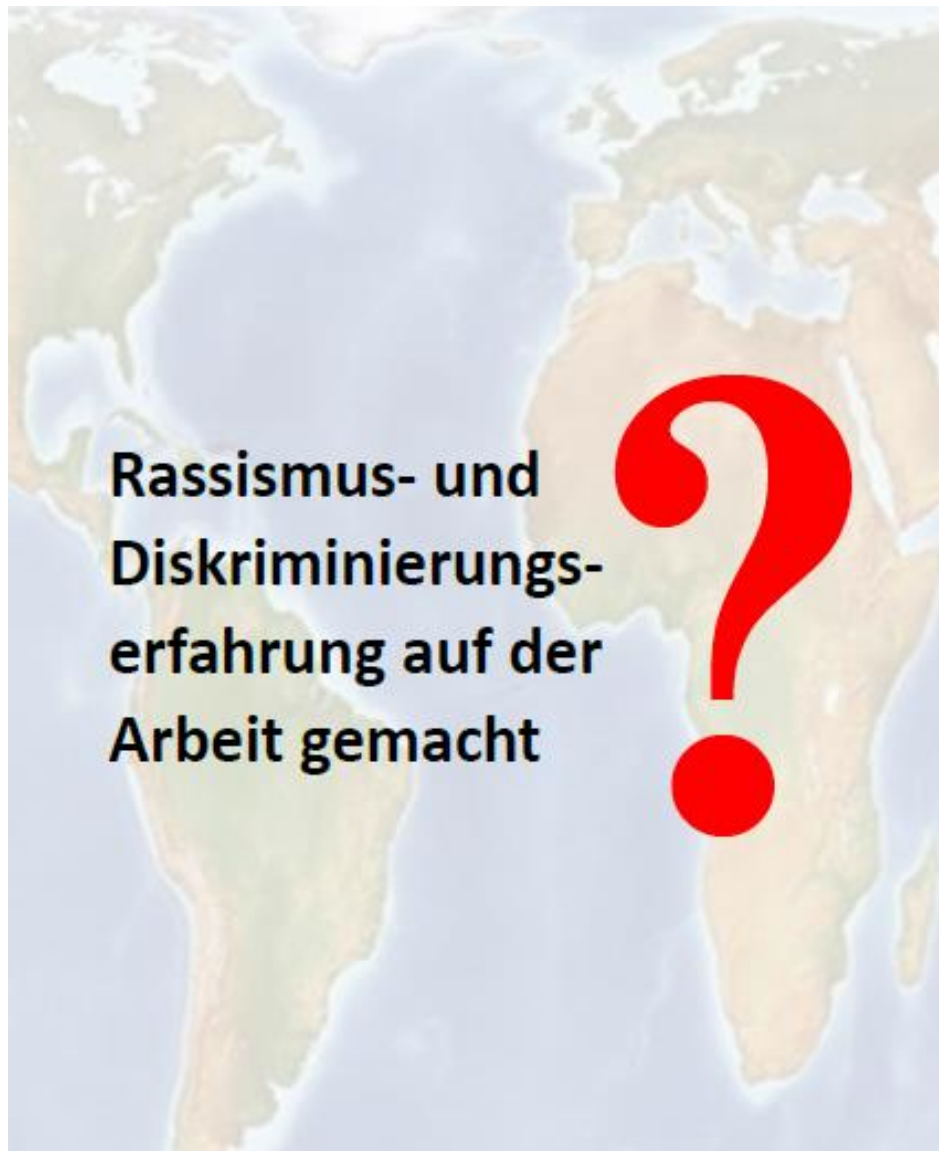 Rassismus- und
Diskriminierungs-
erfahrung auf der
Arbeit gemacht
?